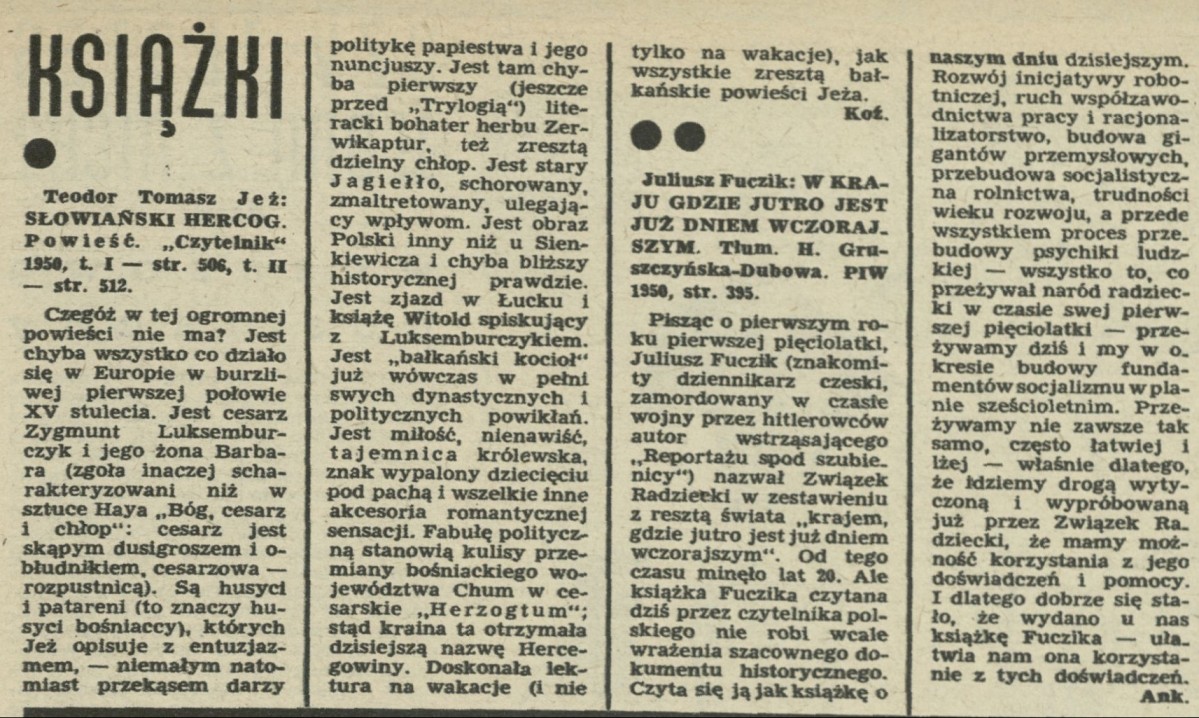 KSIĄŻKI
Teodor Tomasz Jeż:
SŁOWIAŃSKI HERCOG.
Powieść. „Czytelnik“
1950, t. I — str. 506, t. II
— str. 512.
Czegóż w tej ogromnej
powieści nie ma? Jest
chyba wszystko co działo
się w Europie w burzli-
wej pierwszej połowie
XV stulecia. Jest cesarz
Zygmunt Luksembur-
czyk i jego żona Barba-
ra (zgoła inaczej scha-
rakteryzowani niż w
sztuce Haya „Bóg, cesarz
i chłop“: cesarz jest
skąpym dusigroszem i o-
błudnikiem, cesarzowa —
rozpustnicą). Są husyci
i patareni (to znaczy hu-
syci bośniaccy), których
Jeż opisuje z entuzjaz-
mem, — niemałym nato-
miast przekąsem darzy
politykę papiestwa i jego
nuncjuszy. Jest tam chy-
ba pierwszy (jeszcze
przed „Trylogią“) lite-
racki bohater herbu Zer-
wikaptur, też zresztą
dzielny chłop. Jest stary
Jagiełło, schorowany,
zmaltretowany, ulegają-
cy wpływom. Jest obraz
Polski inny niż u Sien-
kiewicza i chyba bliższy
historycznej prawdzie.
Jest zjazd w Łucku i
książę Witold spiskujący
z Luksemburczykiem.
Jest „bałkański kocioł“
już wówczas w pełni
swych dynastycznych i
politycznych powikłań.
Jest miłość, nienawiść,
tajemnica królewska,
znak wypalony dziecięciu
pod pachą i wszelkie inne
akcesoria romantycznej
sensacji. Fabułę politycz-
ną stanowią kulisy prze-
miany bośniackiego wo-
jewództwa Chum w ce-
sarskie „Herzogtum“;
stąd kraina ta otrzymała
dzisiejszą nazwę Herce-
gowiny. Doskonała lek-
tura na wakacje (i nie
tylko na wakacje), jak
wszystkie zresztą bał-
kańskie powieści Jeża.
Koź.
Juliusz Fuczik: W KRA-
JU GDZIE JUTRO JEST
JUŻ DNIEM WCZORAJ-
SZYM. Tłum. H. Gru-
szczyńska-Dubowa. PIW
1950, str. 395.
Pisząc o pierwszym ro-
ku pierwszej pięciolatki,
Juliusz Fuczik (znakomi-
ty dziennikarz czeski,
zamordowany w czasie
wojny przez hitlerowców
autor wstrząsającego
„Reportażu spod szubie-
nicy“) nazwał Związek
Radziecki w zestawieniu
z resztą świata „krajem,
gdzie jutro jest już dniem
wczorajszym“. Od tego
czasu minęło lat 20. Ale
książka Fuczika czytana
dziś przez czytelnika pol-
skiego nie robi wcale
wrażenia szacownego do-
kumentu historycznego.
Czyta się ją jak książkę o
naszym dniu dzisiejszym.
Rozwój inicjatywy robo-
tniczej, ruch współzawo-
dnictwa pracy i racjona-
lizatorstwo, budowa gi-
gantów przemysłowych,
przebudowa socjalistycz-
na rolnictwa, trudności
wieku rozwoju, a przede
wszystkiem proces prze-
budowy psychiki ludz-
kiej — wszystko to, co
przeżywał naród radziec-
ki w czasie swej pierw-
szej pięciolatki — prze-
żywamy dziś i my w o-
kresie budowy funda-
mentów socjalizmu w pla-
nie sześcioletnim. Prze-
żywamy nie zawsze tak
samo, często łatwiej i
lżej — właśnie dlatego,
że idziemy drogą wyty-
czoną i wypróbowaną
już przez Związek Ra-
dziecki, że mamy moż-
ność korzystania z jego
doświadczeń i pomocy.
I dlatego dobrze się sta-
ło, że wydano u nas
książkę Fuczika — uła-
twia nam ona korzysta-
nie z tych doświadczeń.
Ank.